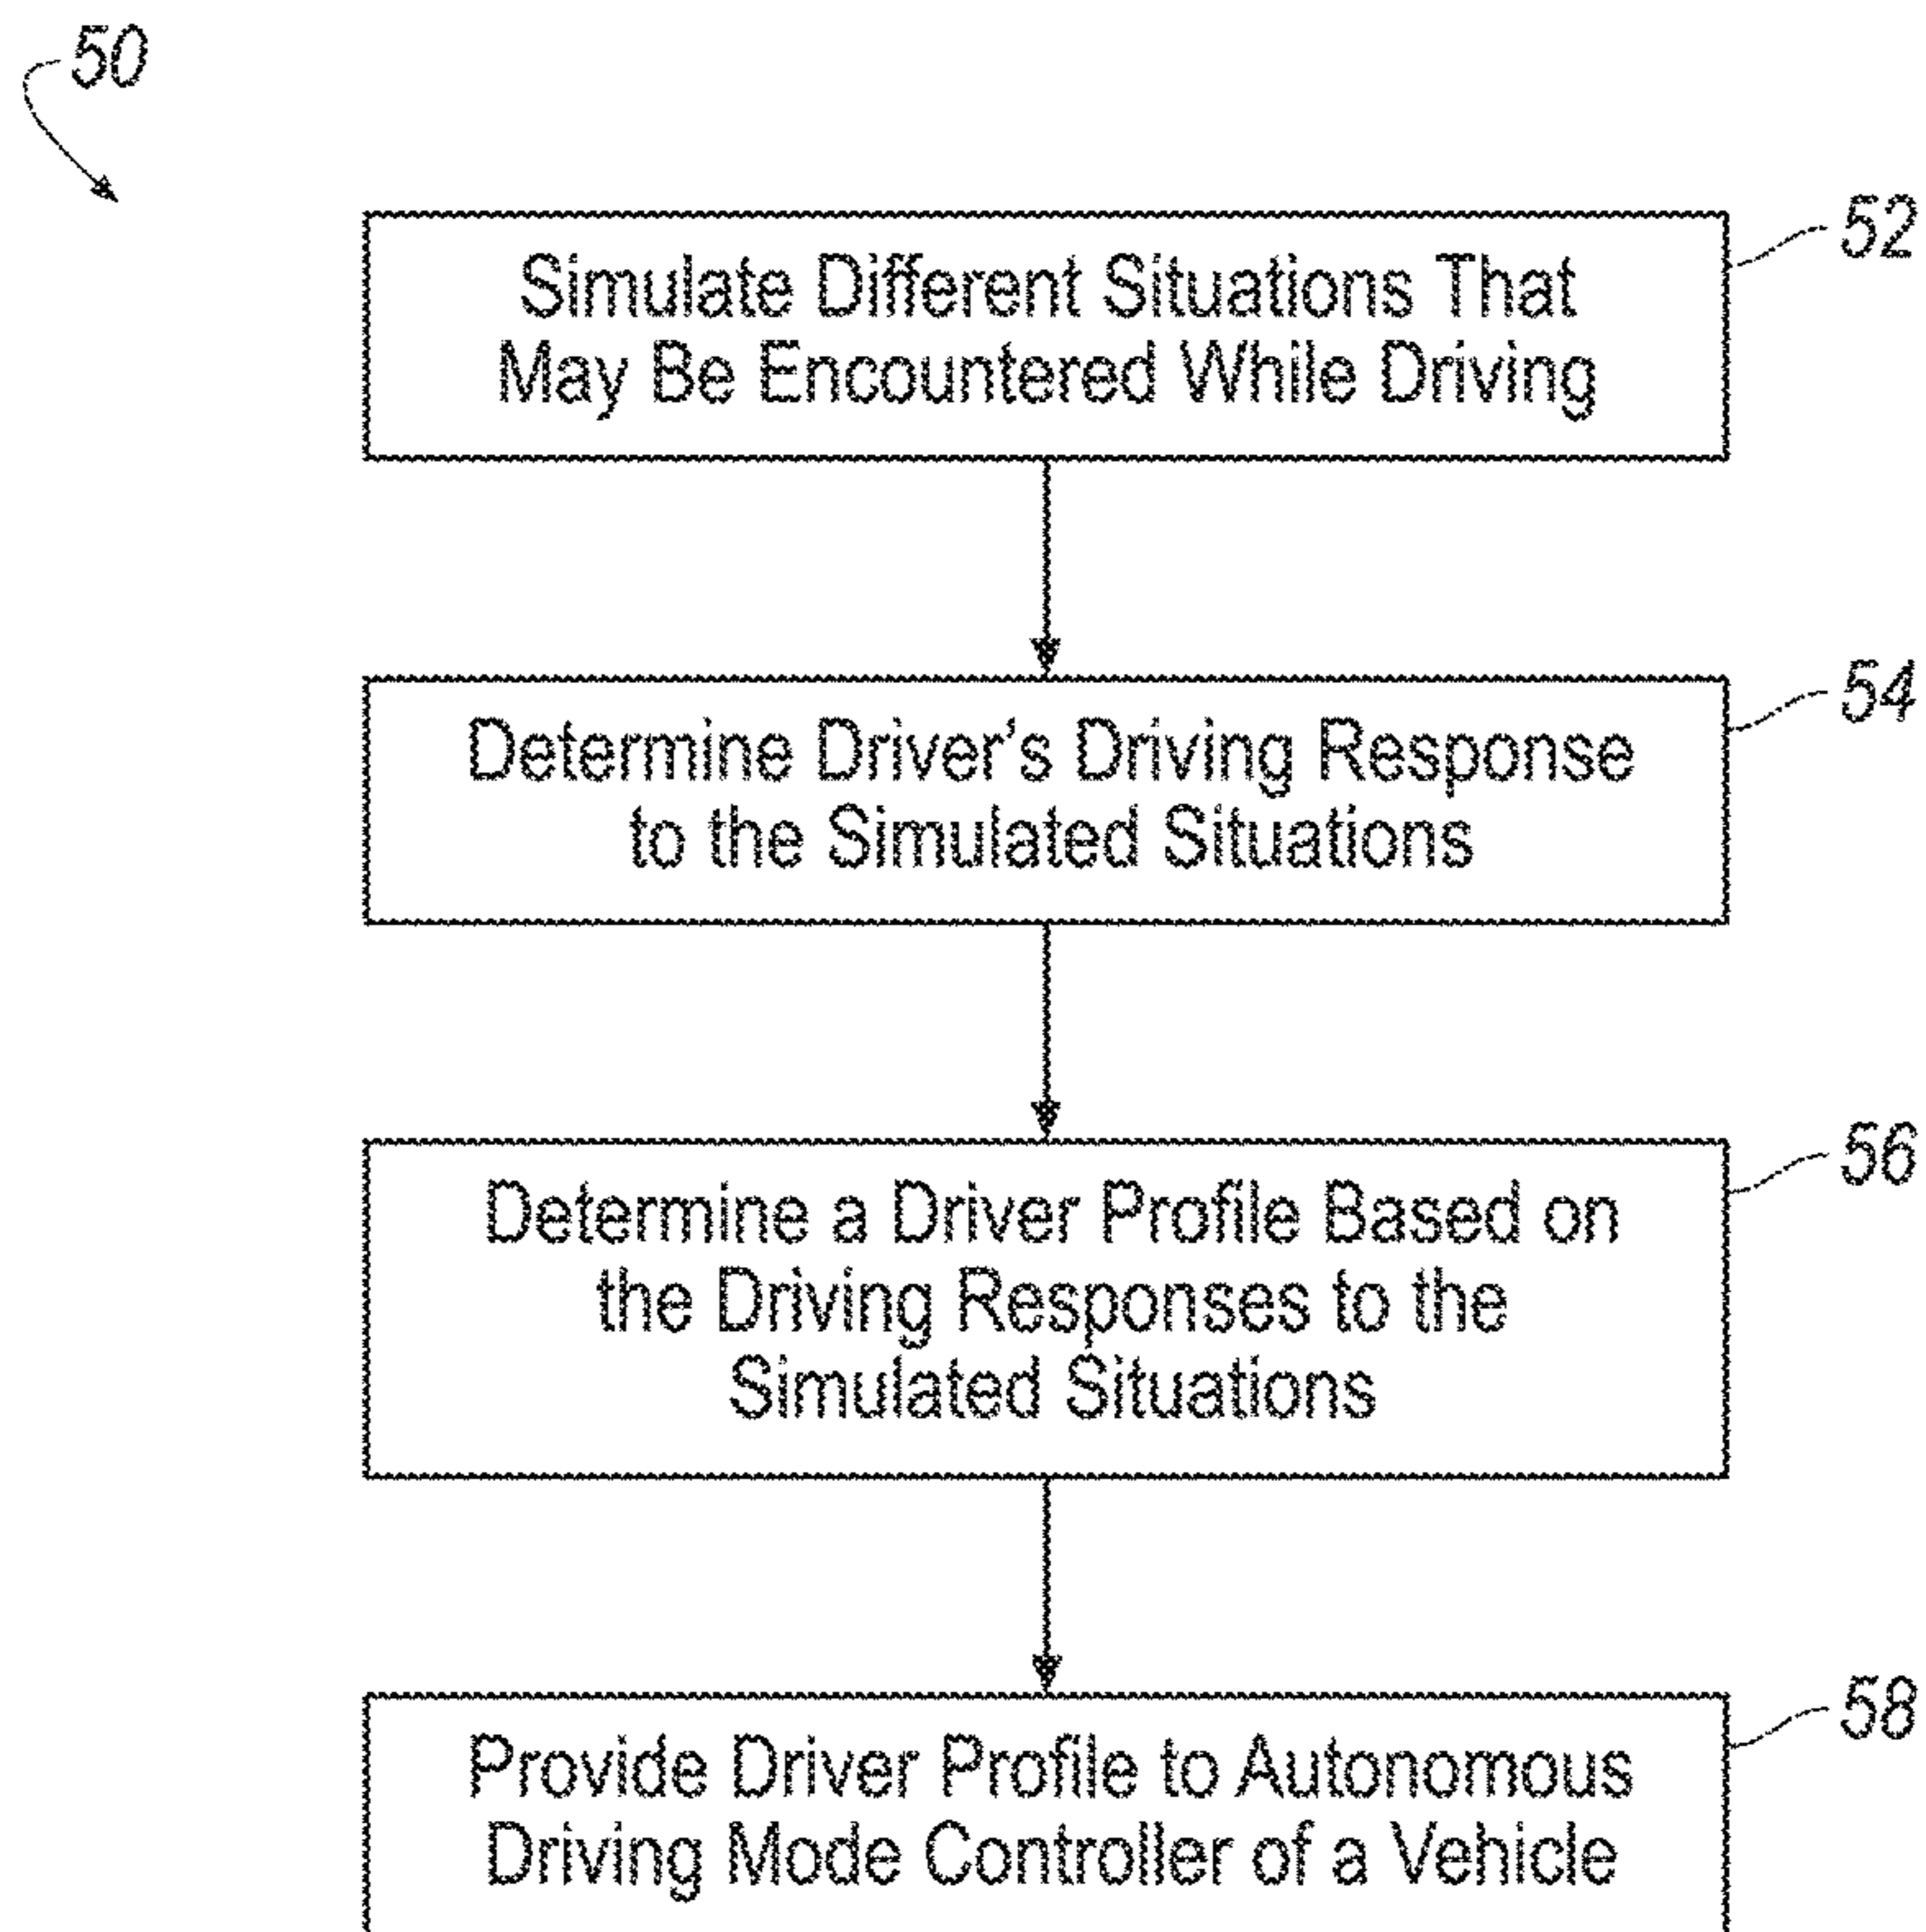 50
52
Simulate Different Situations That
May Be Encountered While Driving
54
Determine Driver's Driving Response
to the Simulated Situations
56
Determine a Driver Profile Based on
the Driving Responses to the
Simulated Situations
58
Provide Driver Profile to Autonomous
Driving Mode Controller of a Vehicle